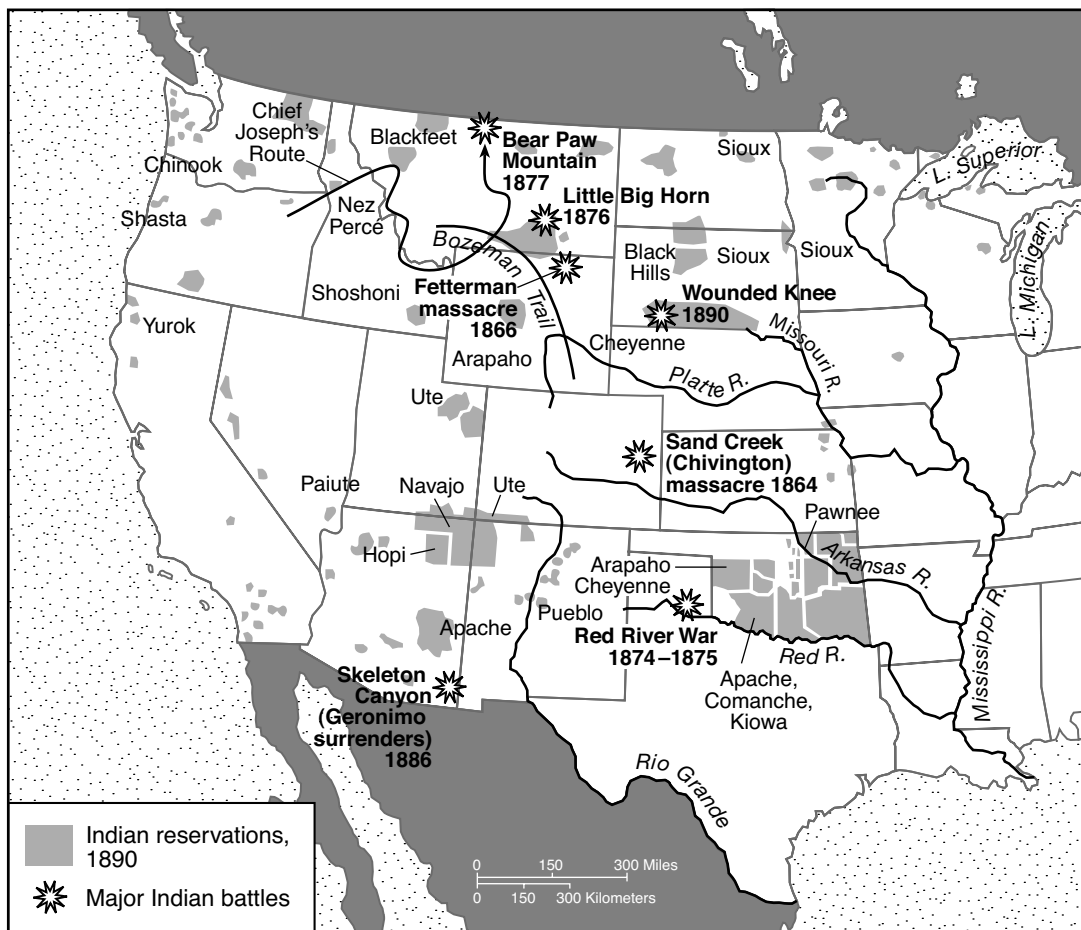 Chief
Joseph's
Route
Blackfeet
Bear Paw
Mountain
1877
Sioux
L. Superior
Chinook
Little Big Horn
1876
Shasta
Nez
Percé
Bozeman
Trail
Black
Hills
Sioux
Sioux
L. Michigan
Shoshoni
Fetterman
massacre
1866
Wounded Knee
1890
Yurok
Cheyenne
Missouri R.
Arapaho
Platte R.
Ute
Sand Creek
(Chivington)
massacre 1864
Paiute
Navajo
Ute
Pawnee
Hopi
Arapaho
Cheyenne
Arkansas R.
Pueblo
Apache
Red River War
1874–1875
Red R.
Mississippi R.
Skeleton
Canyon
(Geronimo
surrenders)
1886
Apache,
Comanche,
Kiowa
Rio Grande
Indian reservations,
1890
Major Indian battles
0 150 300 Miles
0 150 300 Kilometers